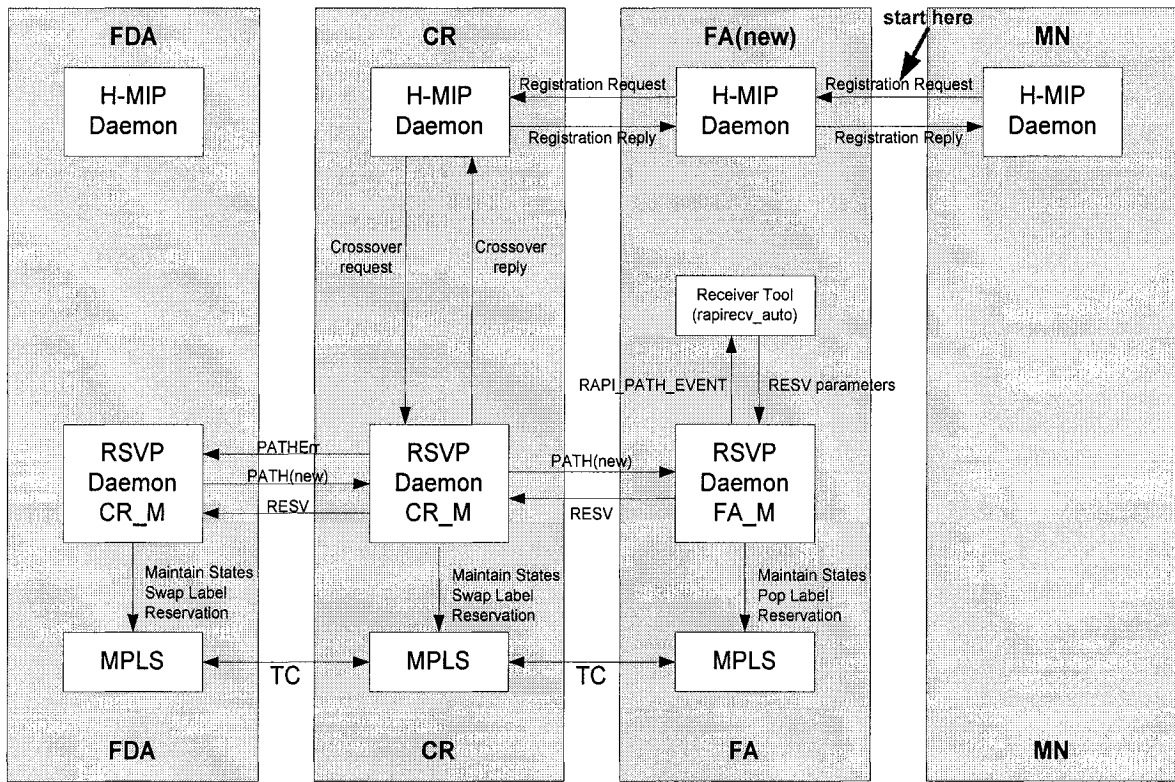 start here
FDA
CR
FA(new)
MN
H-MIP
Daemon
H-MIP
Daemon
H-MIP
Daemon
H-MIP
Daemon
Registration Request
Registration Reply
Registration Request
Registration Reply
Crossover
request
Crossover
reply
Receiver Tool
(rapirecv_auto)
RAPI_PATH_EVENT
RESV parameters
RSVP
Daemon
CR_M
PATHErr
PATH(new)
RESV
RSVP
Daemon
CR_M
PATH(new)
RESV
RSVP
Daemon
FA_M
Maintain States
Swap Label
Reservation
Maintain States
Swap Label
Reservation
Maintain States
Pop Label
Reservation
MPLS
TC
MPLS
TC
MPLS
FDA
CR
FA
MN